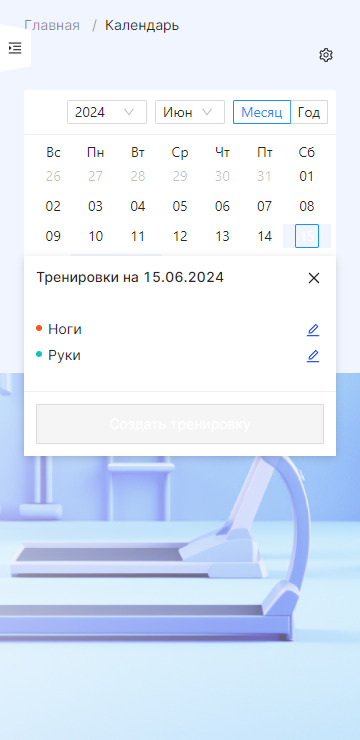 Главная / Календарь
2024 Июн Месяц Год
Вс Пн Вт Ср Чт Пт Сб
26 27 28 29 30 31 01
02 03 04 05 06 07 08
09 10 11 12 13 14 15
Тренировки на 15.06.2024
Ноги
Руки
Создать тренировку